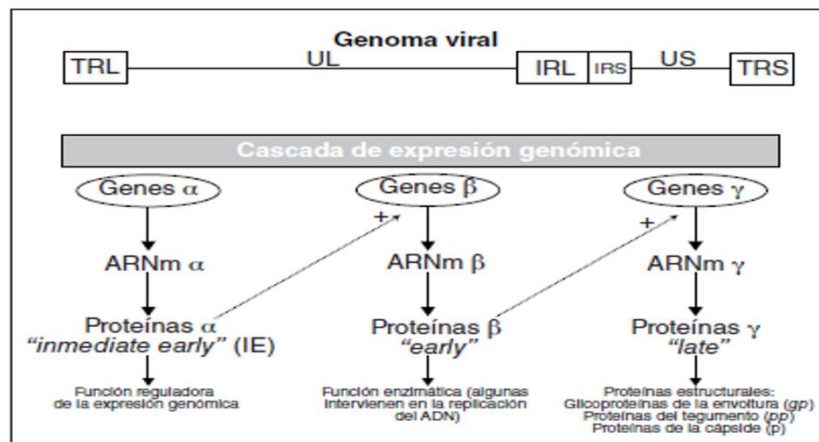 Genoma viral
TRL UL IRL IRS US TRS
Cascada de expresión genómica
Genes α Genes β Genes γ
+ +
ARNm α ARNm β ARNm γ
Proteínas α Proteínas β Proteínas γ
"inmediate early" (IE) "early" "late"
Función reguladora
de la expresión genómica
Función enzimática (algunas
Intervienen en la replicación
del ADN)
Proteínas estructurales:
Glicoproteínas de la envoltura (gp)
Proteínas del tegumento (pp)
Proteínas de la cápside (p)